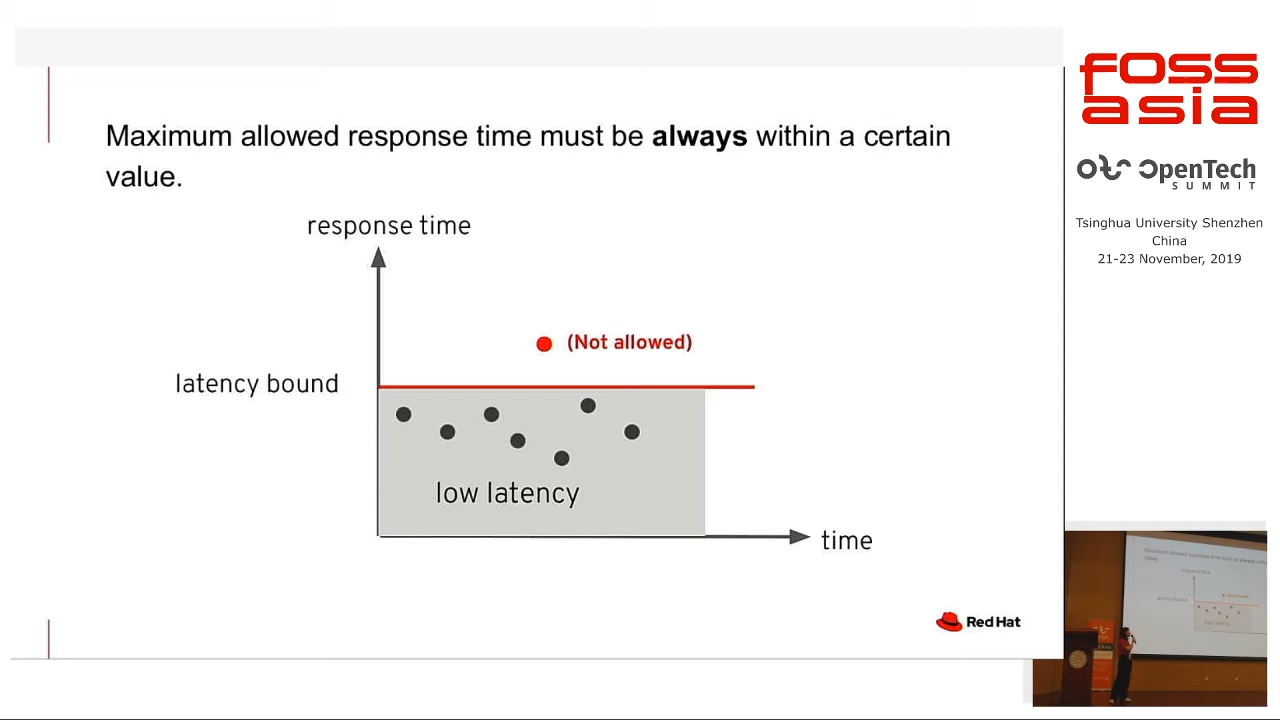 Maximum allowed response time must be always within a certain
value.
response time
(Not allowed)
latency bound
low latency
time
Red Hat
FOSS
asia
OpenTech
SUMMIT
Tsinghua University Shenzhen
China
21-23 November, 2019